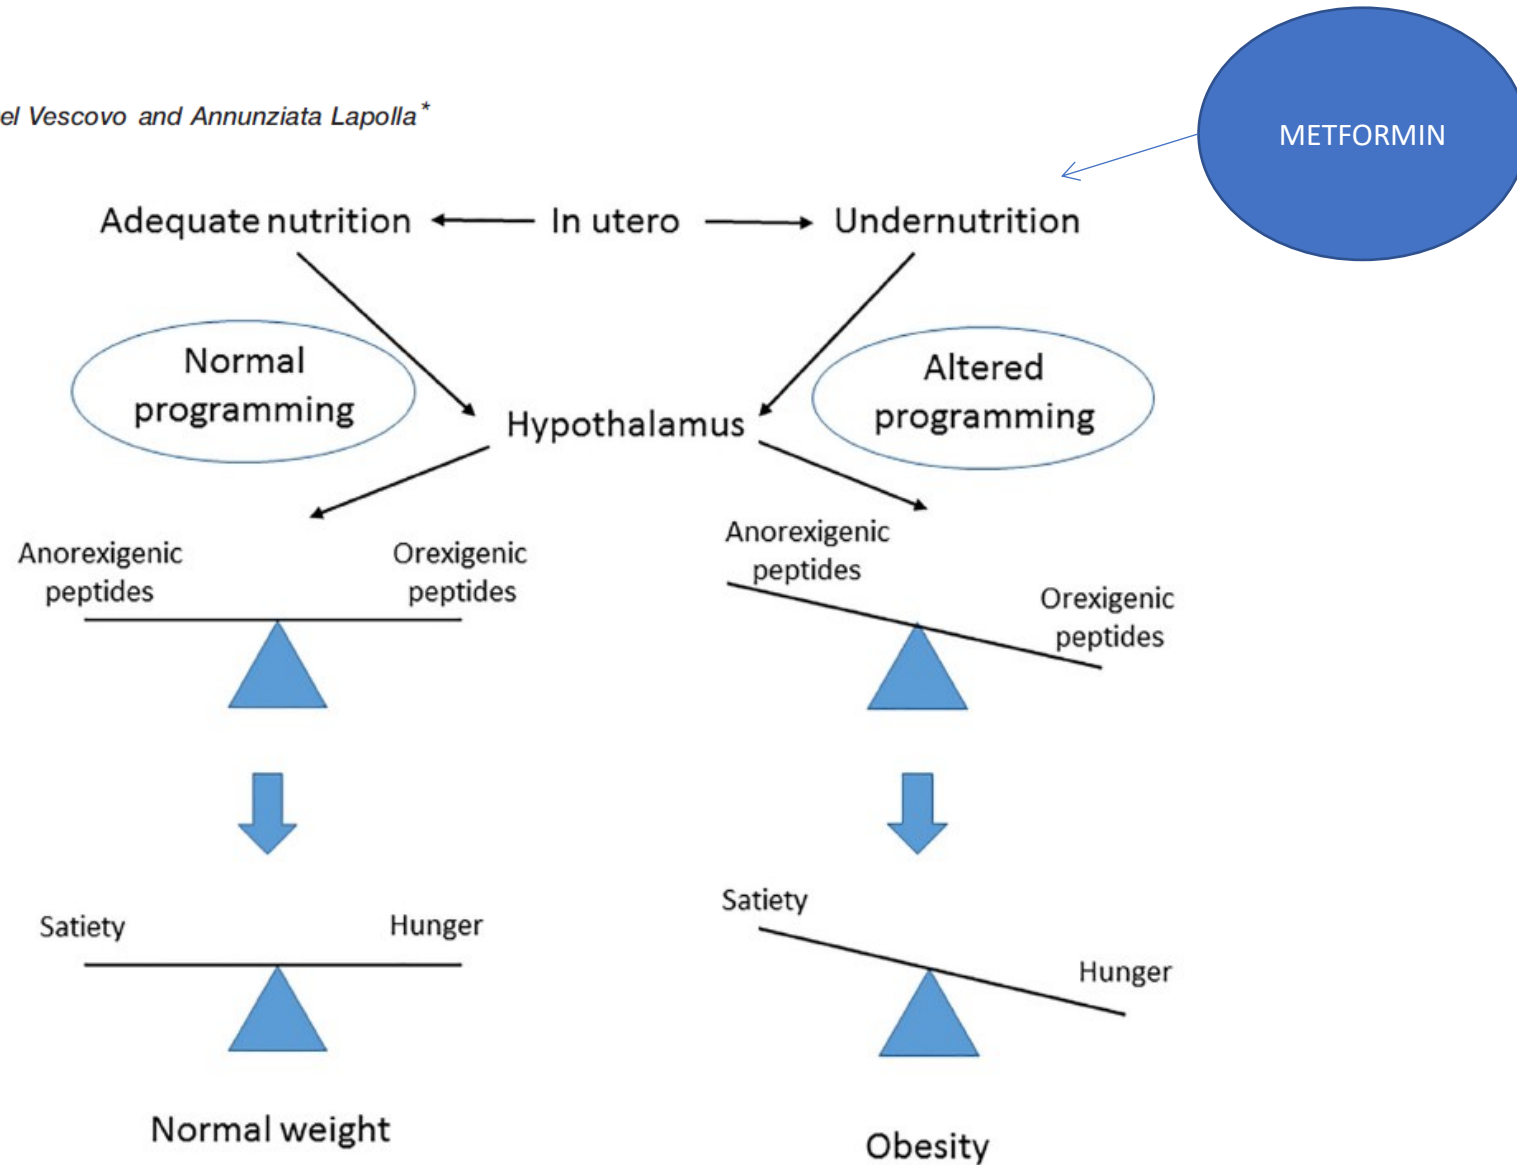 el Vescovo and Annunziata Lapolla*
METFORMIN
Adequate nutrition
In utero
Undernutrition
Normal
programming
Altered
programming
Hypothalamus
Anorexigenic
peptides
Orexigenic
peptides
Anorexigenic
peptides
Orexigenic
peptides
Satiety
Hunger
Satiety
Hunger
Normal weight
Obesity